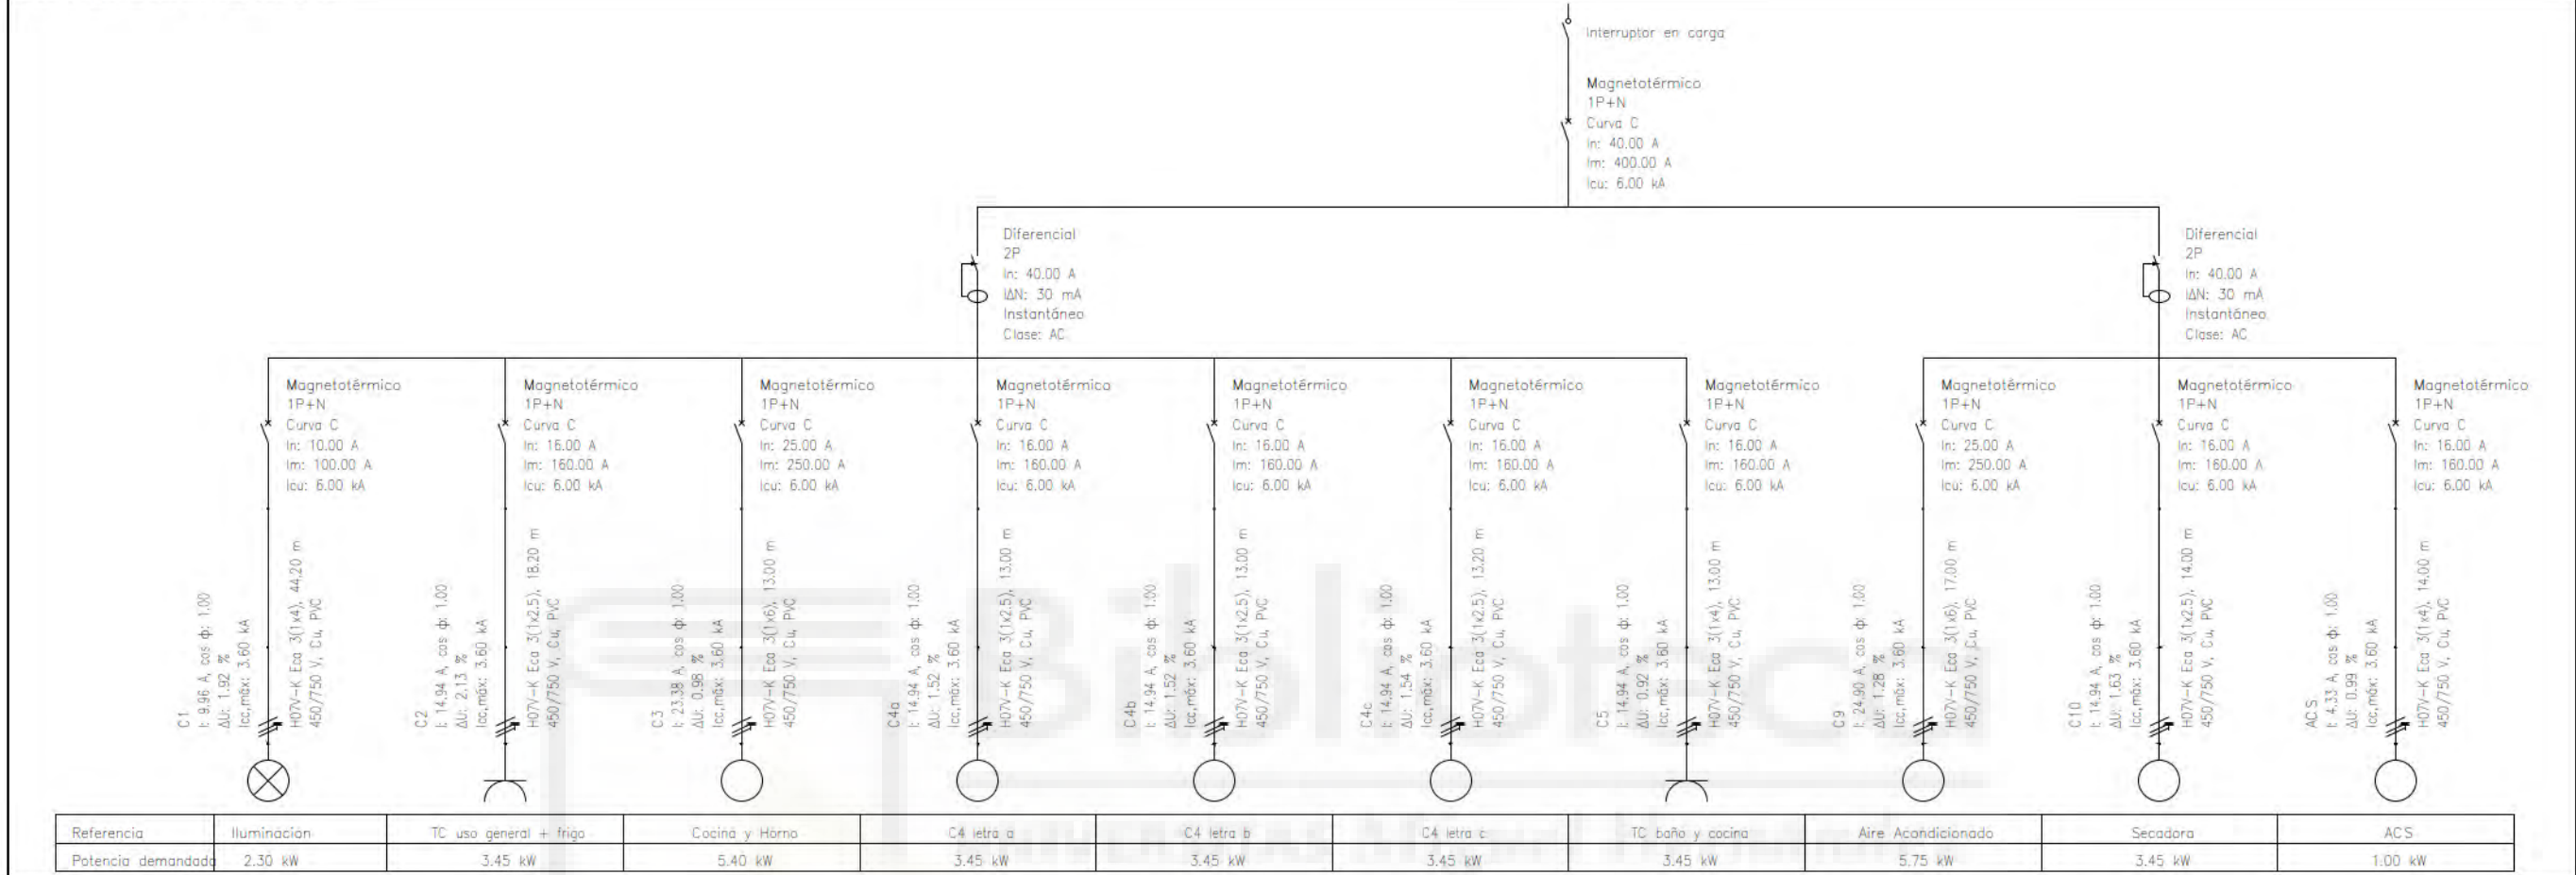 Interruptor en carga
Magnetotérmico
1P+N
Curva C
In: 40.00 A
Im: 400.00 A
Icu: 6.00 kA
Diferencial
2P
In: 40.00 A
IΔN: 30 mA
Instantáneo
Clase: AC
Diferencial
2P
In: 40.00 A
IΔN: 30 mA
Instantáneo
Clase: AC
Magnetotérmico
1P+N
Curva C
In: 10.00 A
Im: 100.00 A
Icu: 6.00 kA
Magnetotérmico
1P+N
Curva C
In: 16.00 A
Im: 160.00 A
Icu: 6.00 kA
Magnetotérmico
1P+N
Curva C
In: 25.00 A
Im: 250.00 A
Icu: 6.00 kA
Magnetotérmico
1P+N
Curva C
In: 16.00 A
Im: 160.00 A
Icu: 6.00 kA
Magnetotérmico
1P+N
Curva C
In: 16.00 A
Im: 160.00 A
Icu: 6.00 kA
Magnetotérmico
1P+N
Curva C
In: 16.00 A
Im: 160.00 A
Icu: 6.00 kA
Magnetotérmico
1P+N
Curva C
In: 16.00 A
Im: 160.00 A
Icu: 6.00 kA
Magnetotérmico
1P+N
Curva C
In: 25.00 A
Im: 250.00 A
Icu: 6.00 kA
Magnetotérmico
1P+N
Curva C
In: 16.00 A
Im: 160.00 A
Icu: 6.00 kA
Magnetotérmico
1P+N
Curva C
In: 16.00 A
Im: 160.00 A
Icu: 6.00 kA
C1
I: 9.96 A, cos ϕ: 1.00
ΔU: 1.92 %
Icc,máx: 3.60 kA
H07V-K Eca 3(1x4), 44.20 m
450/750 V, Cu, PVC
C2
I: 14.94 A, cos ϕ: 1.00
ΔU: 2.13 %
Icc,máx: 3.60 kA
H07V-K Eca 3(1x2.5), 18.20 m
450/750 V, Cu, PVC
C3
I: 23.38 A, cos ϕ: 1.00
ΔU: 0.98 %
Icc,máx: 3.60 kA
H07V-K Eca 3(1x6), 13.00 m
450/750 V, Cu, PVC
C4a
I: 14.94 A, cos ϕ: 1.00
ΔU: 1.52 %
Icc,máx: 3.60 kA
H07V-K Eca 3(1x2.5), 13.00 m
450/750 V, Cu, PVC
C4b
I: 14.94 A, cos ϕ: 1.00
ΔU: 1.52 %
Icc,máx: 3.60 kA
H07V-K Eca 3(1x2.5), 13.00 m
450/750 V, Cu, PVC
C4c
I: 14.94 A, cos ϕ: 1.00
ΔU: 1.54 %
Icc,máx: 3.60 kA
H07V-K Eca 3(1x2.5), 13.20 m
450/750 V, Cu, PVC
C5
I: 14.94 A, cos ϕ: 1.00
ΔU: 0.92 %
Icc,máx: 3.60 kA
H07V-K Eca 3(1x4), 13.00 m
450/750 V, Cu, PVC
C9
I: 24.90 A, cos ϕ: 1.00
ΔU: 1.28 %
Icc,máx: 3.60 kA
H07V-K Eca 3(1x6), 17.00 m
450/750 V, Cu, PVC
C10
I: 14.94 A, cos ϕ: 1.00
ΔU: 1.63 %
Icc,máx: 3.60 kA
H07V-K Eca 3(1x2.5), 14.00 m
450/750 V, Cu, PVC
ACS
I: 4.33 A, cos ϕ: 1.00
ΔU: 0.99 %
Icc,máx: 3.60 kA
H07V-K Eca 3(1x4), 14.00 m
450/750 V, Cu, PVC
Biblioteca
Referencia Iluminación TC uso general + frigo Cocina y Horno C4 letra a C4 letra b C4 letra c TC baño y cocina Aire Acondicionado Secadora ACS
Potencia demandada 2.30 kW 3.45 kW 5.40 kW 3.45 kW 3.45 kW 3.45 kW 3.45 kW 5.75 kW 3.45 kW 1.00 kW